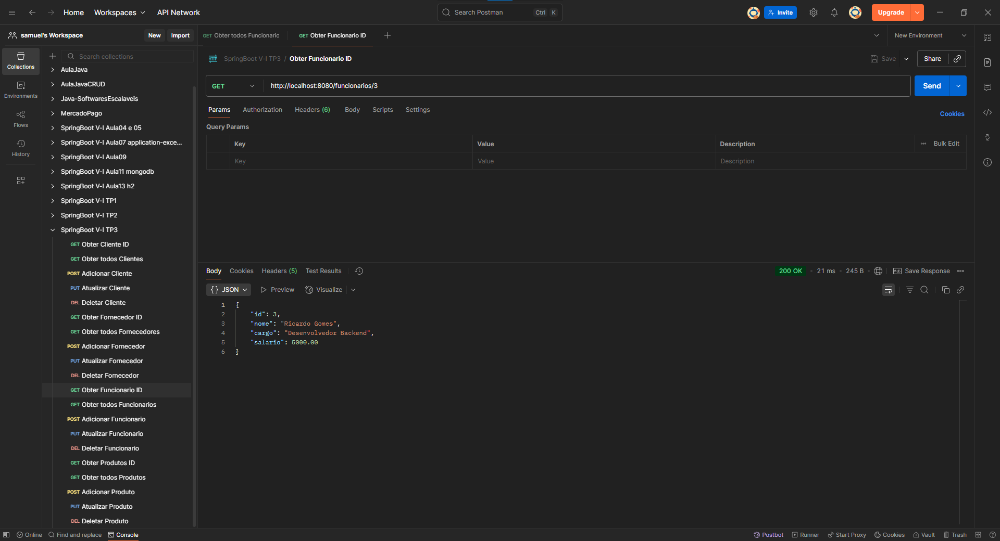 Home Workspaces API Network Search Postman Ctrl K Invite Upgrade
samuel's Workspace New Import GET Obter todos Funcionario GET Obter Funcionario ID New Environment
Collections
Environments
Flows
History
Search collections
AulaJava
AulaJavaCRUD
Java-SoftwaresEscalaveis
MercadoPago
SpringBoot V-I Aula04 e 05
SpringBoot V-I Aula07 application-exce...
SpringBoot V-I Aula09
SpringBoot V-I Aula11 mongodb
SpringBoot V-I Aula13 h2
SpringBoot V-I TP1
SpringBoot V-I TP2
SpringBoot V-I TP3
GET Obter Cliente ID
GET Obter todos Clientes
POST Adicionar Cliente
PUT Atualizar Cliente
DEL Deletar Cliente
GET Obter Fornecedor ID
GET Obter todos Fornecedores
POST Adicionar Fornecedor
PUT Atualizar Fornecedor
DEL Deletar Fornecedor
GET Obter Funcionario ID
GET Obter todos Funcionarios
POST Adicionar Funcionario
PUT Atualizar Funcionario
DEL Deletar Funcionario
GET Obter Produtos ID
GET Obter todos Produtos
POST Adicionar Produto
PUT Atualizar Produto
DEL Deletar Produto
HTTP SpringBoot V-I TP3 / Obter Funcionario ID Save Share
GET http://localhost:8080/funcionarios/3 Send
Params Authorization Headers (6) Body Scripts Settings Cookies
Query Params
Key Value Description Bulk Edit
Key Value Description
Body Cookies Headers (5) Test Results 200 OK 21 ms 245 B e.g. Save Response
{} JSON Preview Visualize
1 {
2 "id": 3,
3 "nome": "Ricardo Gomes",
4 "cargo": "Desenvolvedor Backend",
5 "salario": 5000.00
6 }
Online Find and replace Console Postbot Runner Start Proxy Cookies Vault Trash